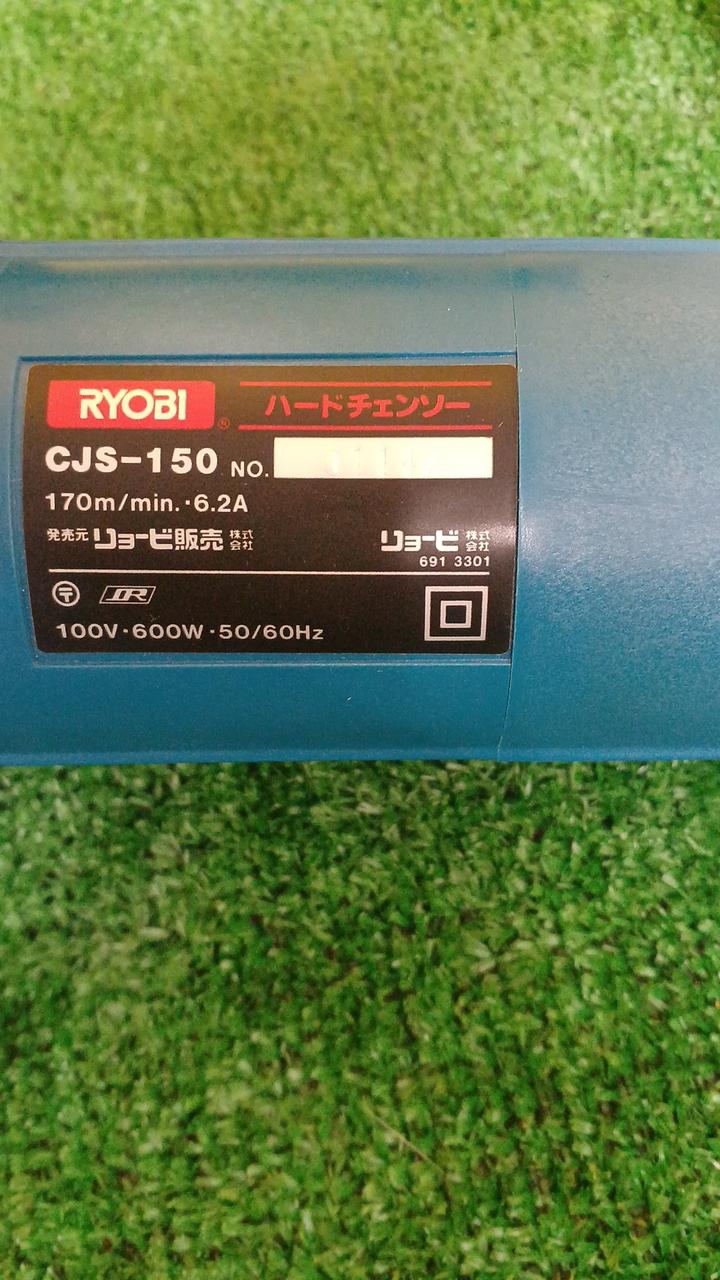 RYOBI® ハードチェンソー
CJS-150 NO.
170m/min.·6.2A
発売元 リョービ販売 株式会社 リョービ 株式会社
691 3301
〒
100V·600W·50/60Hz